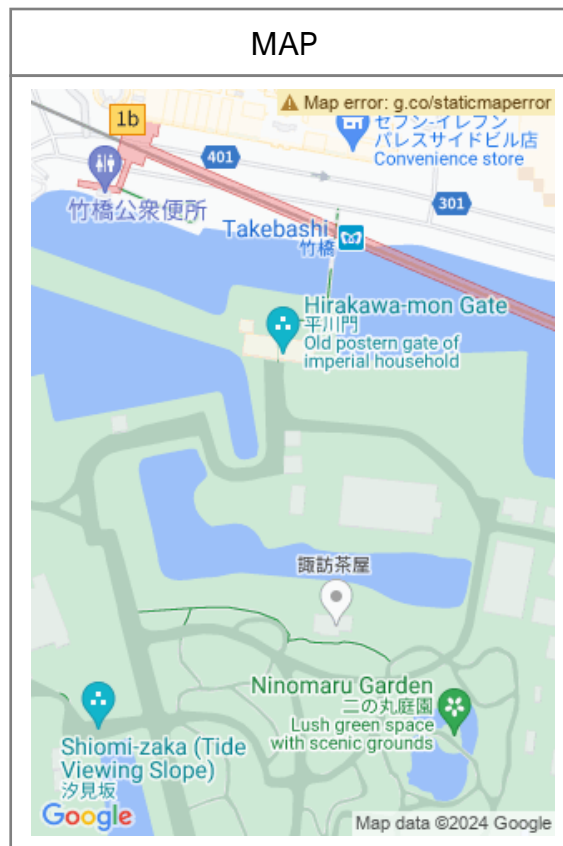 MAP
Map error: g.co/staticmaperror
1b
401
セブン-イレブン
パレスサイドビル店
Convenience store
竹橋公衆便所
301
Takebashi
竹橋
Hirakawa-mon Gate
平川門
Old postern gate of
imperial household
諏訪茶屋
Ninomaru Garden
二の丸庭園
Lush green space
with scenic grounds
Shiomi-zaka (Tide
Viewing Slope)
汐見坂
Google
Map data ©2024 Google